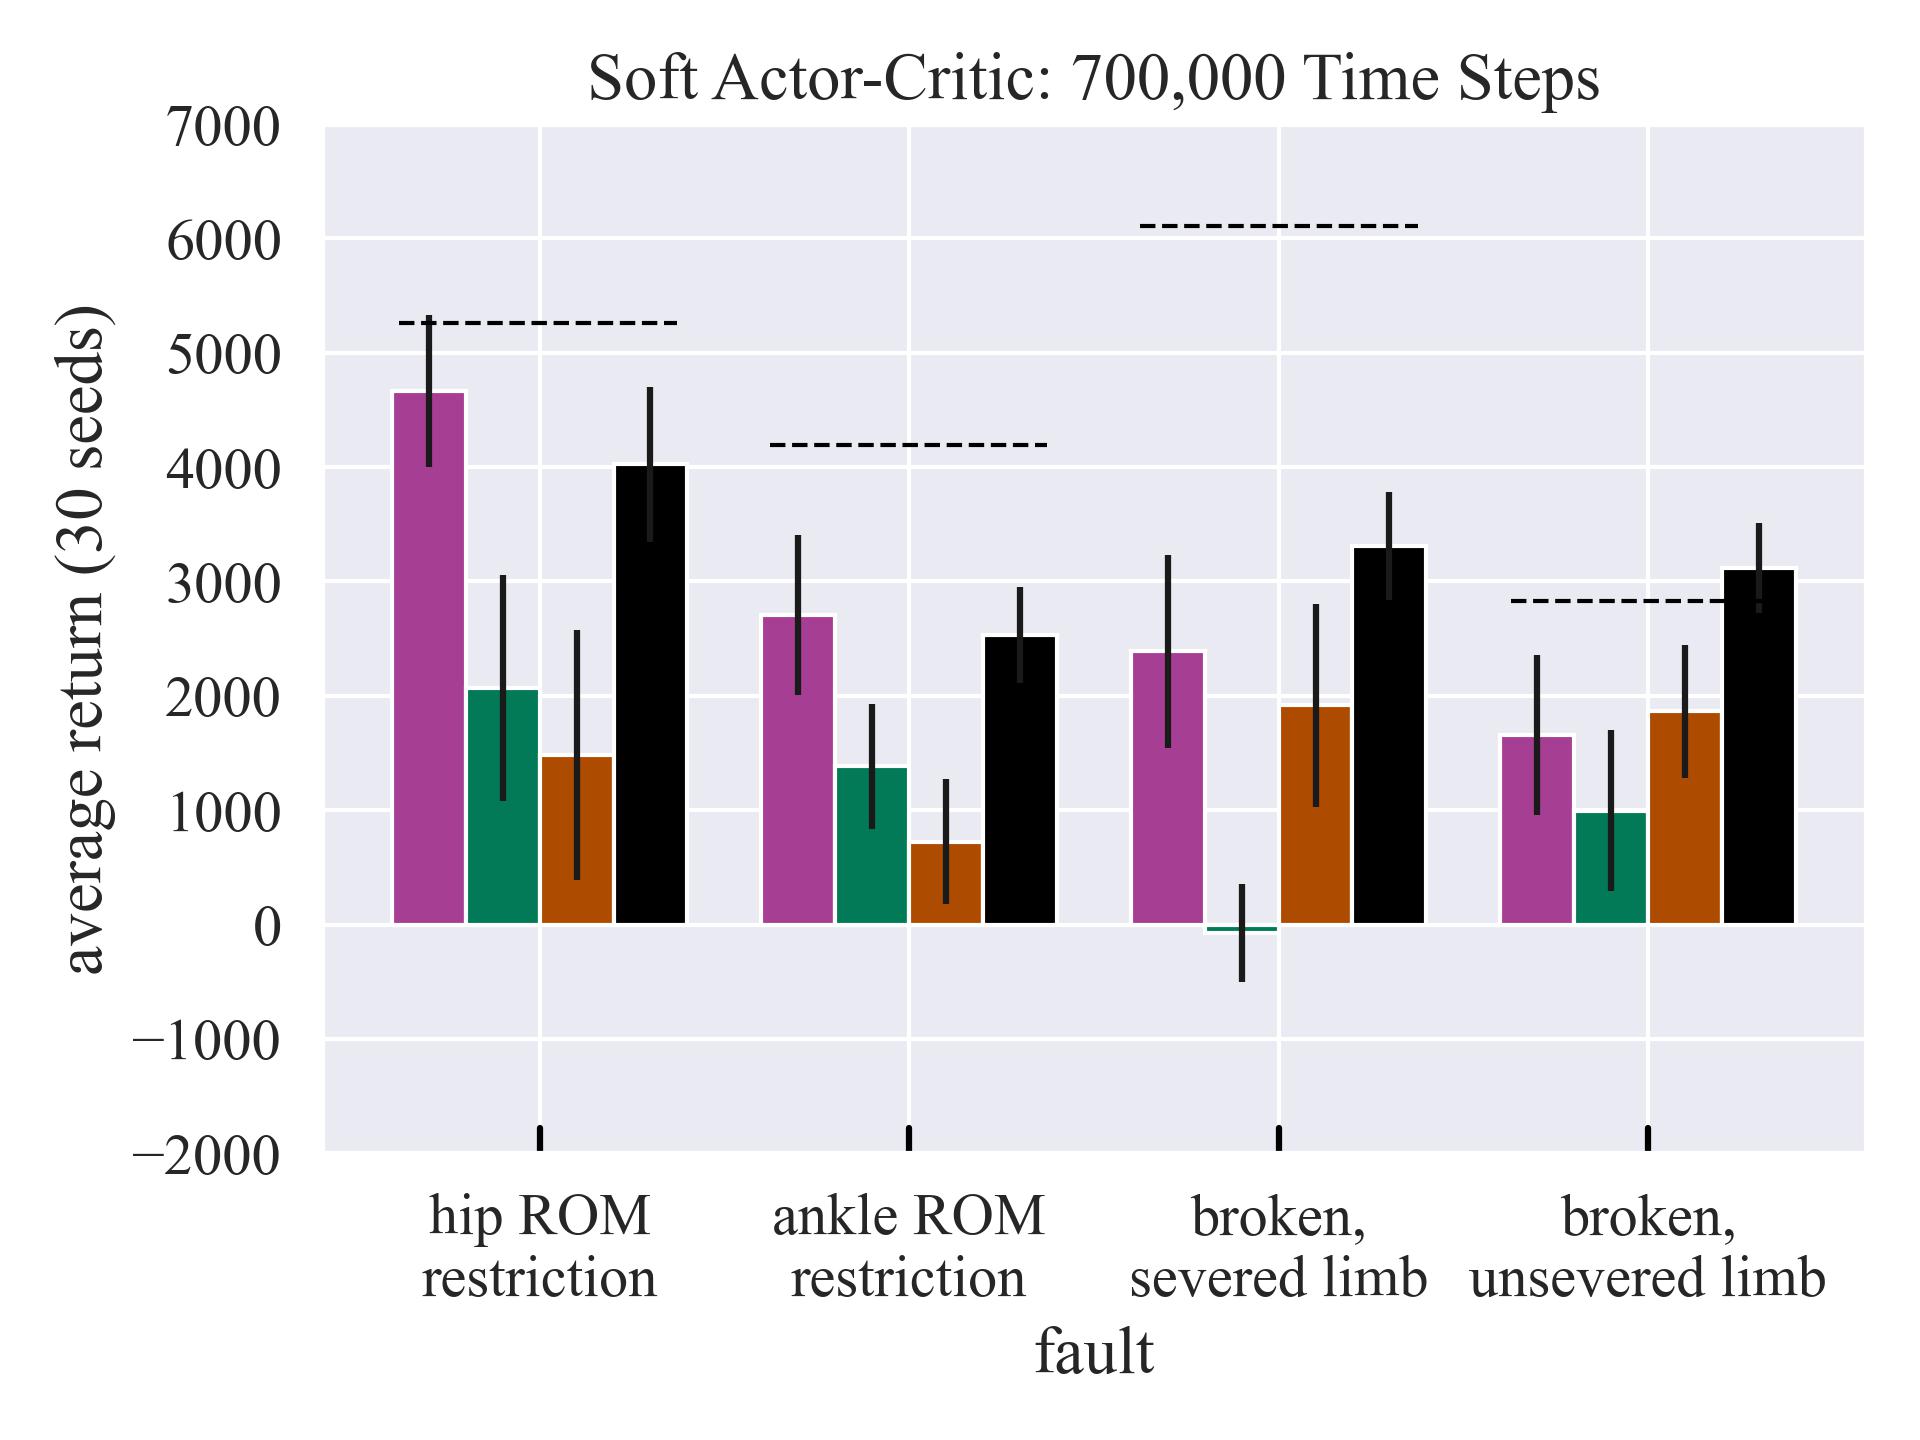 Soft Actor-Critic: 700,000 Time Steps
7000
6000
5000
4000
3000
2000
1000
0
−1000
−2000
average return (30 seeds)
hip ROM
restriction
ankle ROM
restriction
broken,
severed limb
broken,
unsevered limb
fault